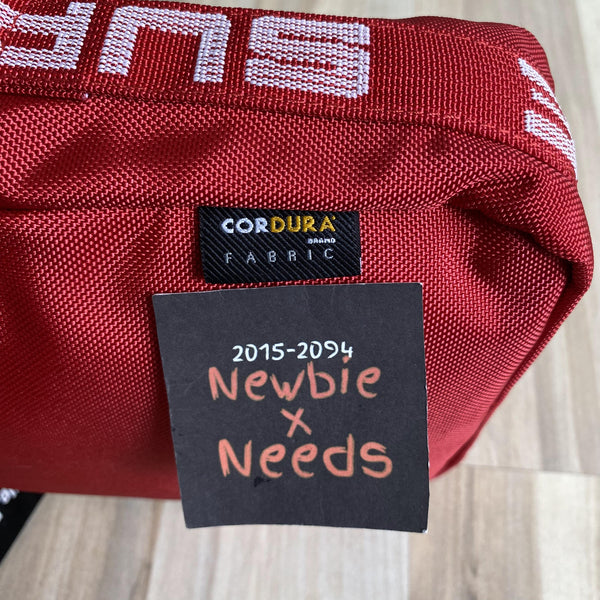 CORDURA®
BRAND
FABRIC
2015-2094
Newbie
x
Needs